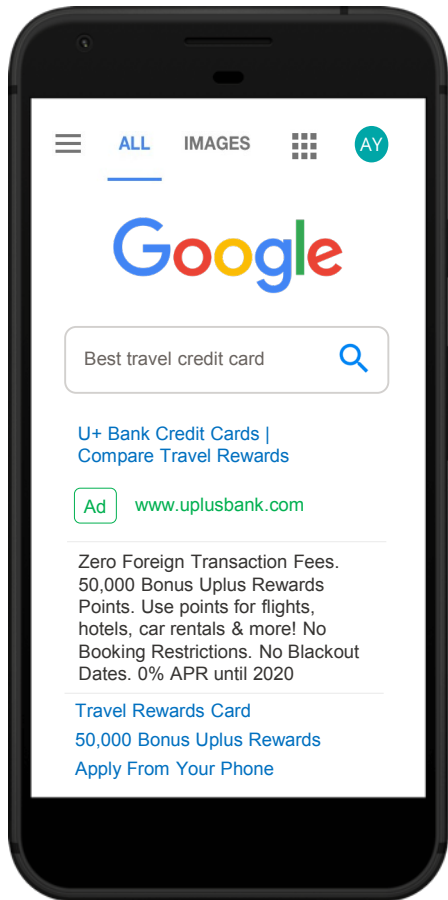 ALL IMAGES AY
Google
Best travel credit card
U+ Bank Credit Cards |
Compare Travel Rewards
Ad www.uplusbank.com
Zero Foreign Transaction Fees.
50,000 Bonus Uplus Rewards
Points. Use points for flights,
hotels, car rentals & more! No
Booking Restrictions. No Blackout
Dates. 0% APR until 2020
Travel Rewards Card
50,000 Bonus Uplus Rewards
Apply From Your Phone